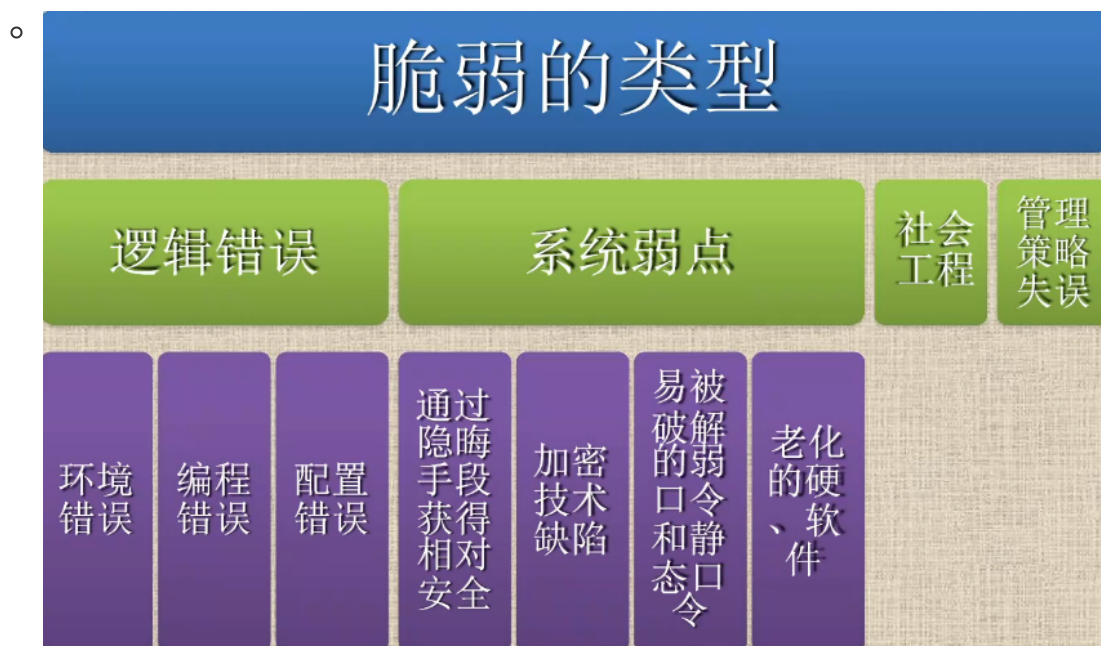 脆弱的类型
逻辑错误
系统弱点
社会
工程
管理
策略
失误
环境
错误
编程
错误
配置
错误
通过
隐晦
手段
获得
相对
安全
加密
技术
缺陷
易被
破解
的弱
口令
和静
态口
令
老化
的硬
、软
件